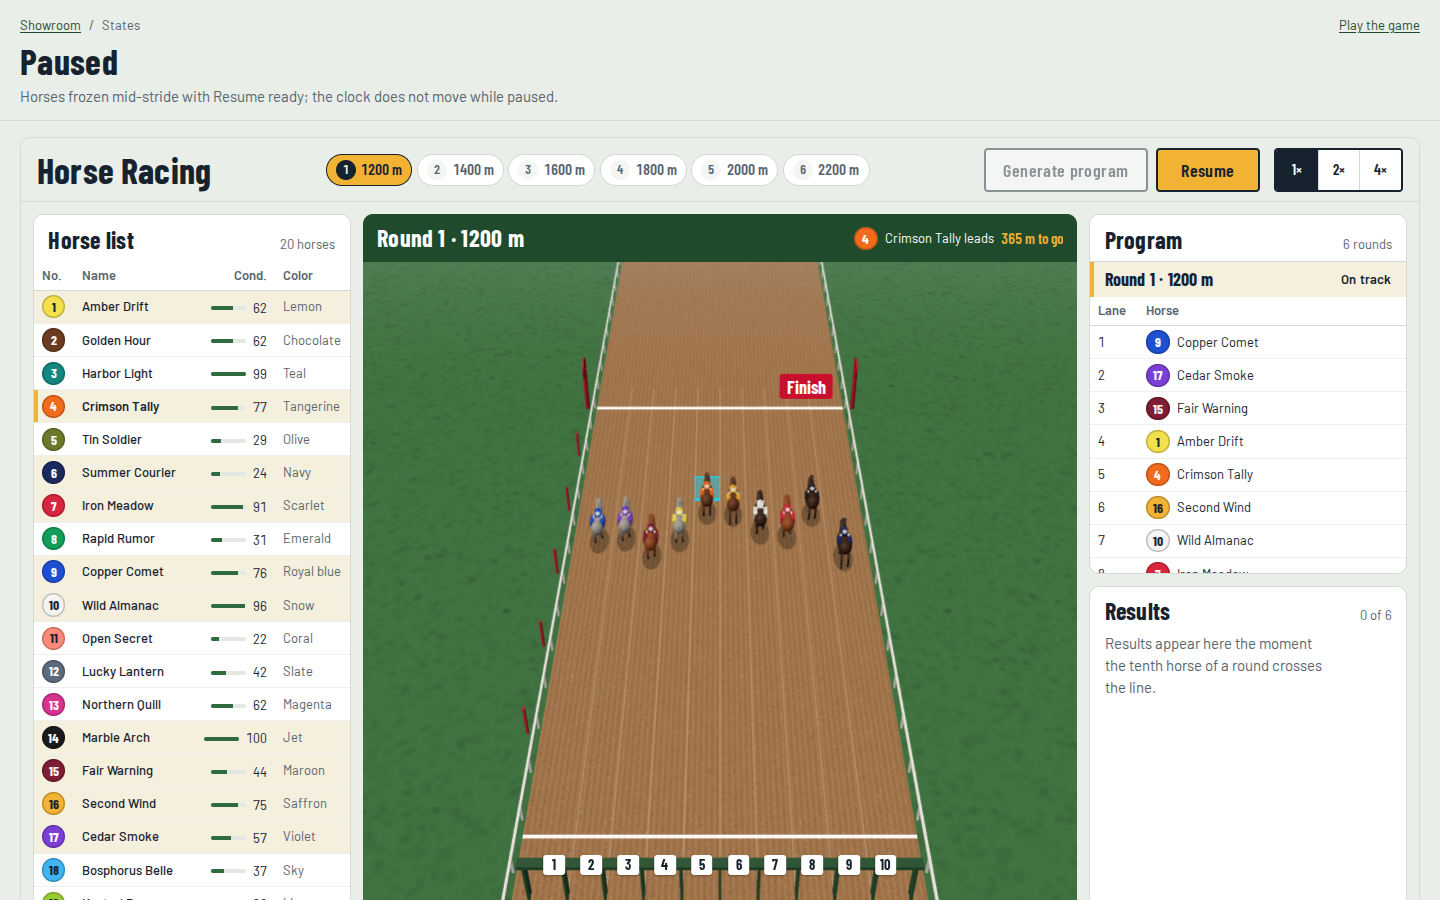 Showroom / States
Play the game
Paused
Horses frozen mid-stride with Resume ready; the clock does not move while paused.
Horse Racing
1 1200 m
2 1400 m
3 1600 m
4 1800 m
5 2000 m
6 2200 m
Generate program
Resume
1×
2×
4×
Horse list
20 horses
No. Name Cond. Color
1 Amber Drift 62 Lemon
2 Golden Hour 62 Chocolate
3 Harbor Light 99 Teal
4 Crimson Tally 77 Tangerine
5 Tin Soldier 29 Olive
6 Summer Courier 24 Navy
7 Iron Meadow 91 Scarlet
8 Rapid Rumor 31 Emerald
9 Copper Comet 76 Royal blue
10 Wild Almanac 96 Snow
11 Open Secret 22 Coral
12 Lucky Lantern 42 Slate
13 Northern Quill 62 Magenta
14 Marble Arch 100 Jet
15 Fair Warning 44 Maroon
16 Second Wind 75 Saffron
17 Cedar Smoke 57 Violet
18 Bosphorus Belle 37 Sky
Round 1 · 1200 m
4 Crimson Tally leads 365 m to go
Finish
1 2 3 4 5 6 7 8 9 10
Program
6 rounds
Round 1 · 1200 m
On track
Lane Horse
1 9 Copper Comet
2 17 Cedar Smoke
3 15 Fair Warning
4 1 Amber Drift
5 4 Crimson Tally
6 16 Second Wind
7 10 Wild Almanac
8 7 Iron Meadow
Results
0 of 6
Results appear here the moment
the tenth horse of a round crosses
the line.